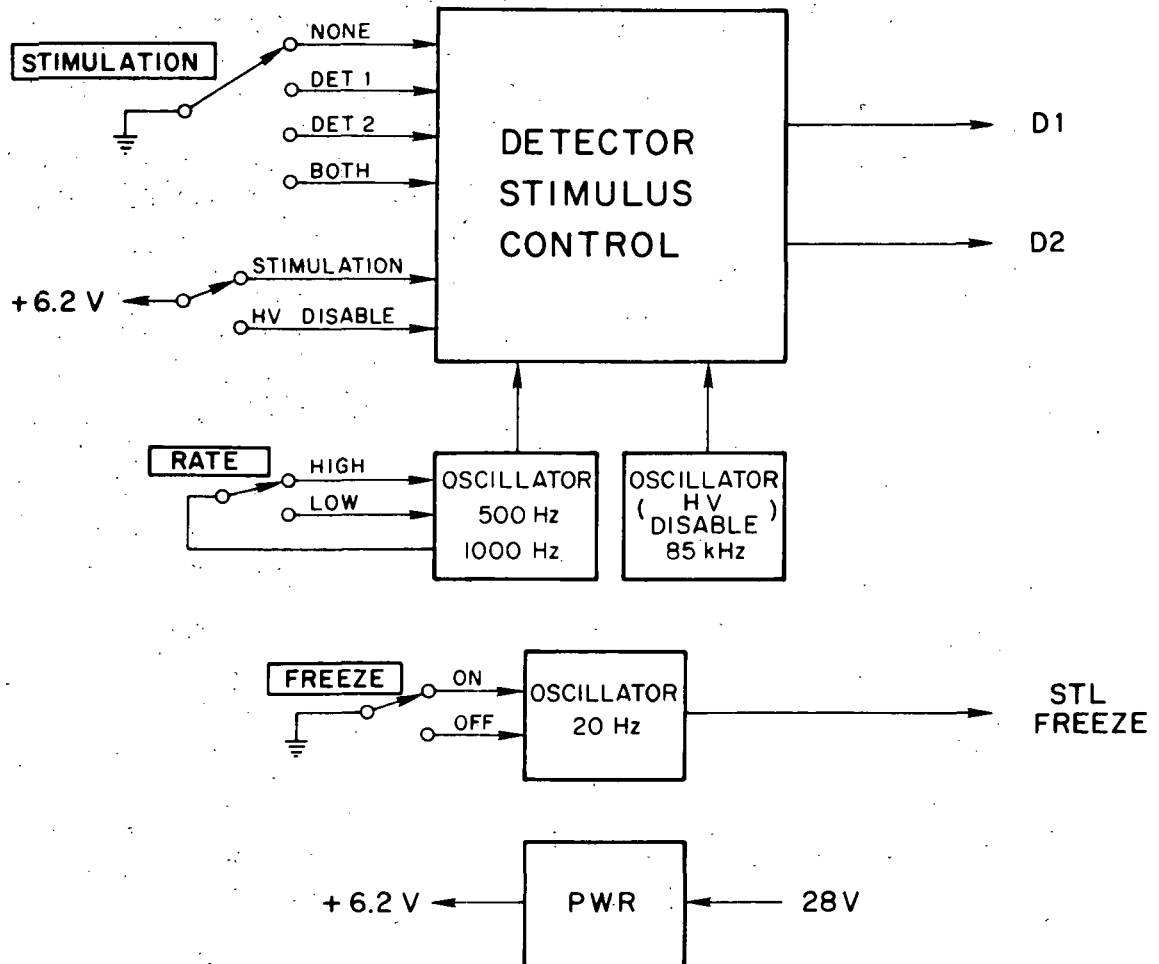 STIMULATION
NONE
DET 1
DET 2
BOTH
DETECTOR
STIMULUS
CONTROL
D1
D2
+6.2 V
STIMULATION
HV DISABLE
RATE
HIGH
LOW
OSCILLATOR
500 Hz
1000 Hz
OSCILLATOR
( HV
DISABLE )
85 kHz
FREEZE
ON
OFF
OSCILLATOR
20 Hz
STL
FREEZE
+6.2 V
PWR
28V